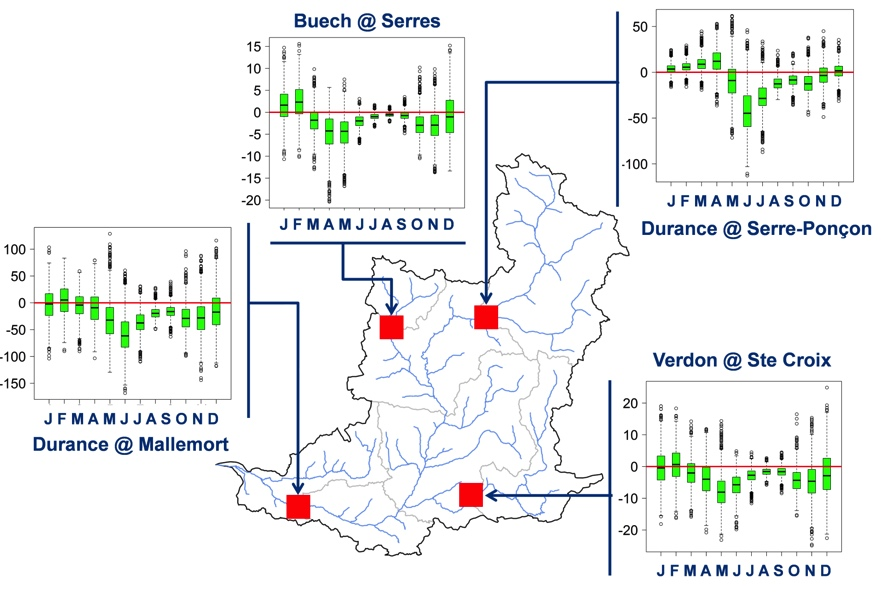 Buech @ Serres
15
10
5
0
-5
-10
-15
-20
J F M A M J J A S O N D
50
0
-50
-100
J F M A M J J A S O N D
Durance @ Serre-Ponçon
100
50
0
-50
-100
-150
J F M A M J J A S O N D
Durance @ Mallemort
Verdon @ Ste Croix
20
10
0
-10
-20
J F M A M J J A S O N D